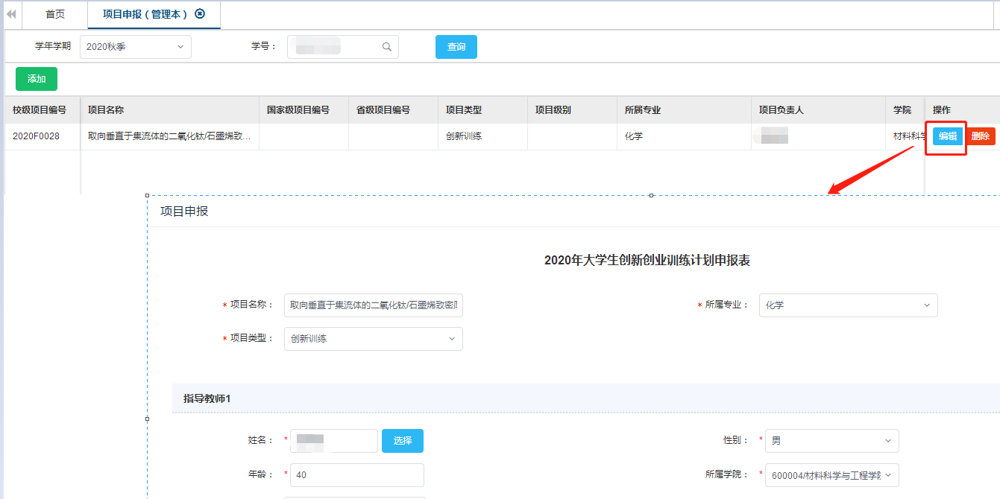 首页 项目申报（管理本）
学年学期 2020秋季 学号： 查询
添加
校级项目编号 项目名称 国家级项目编号 省级项目编号 项目类型 项目级别 所属专业 项目负责人 学院 操作
2020F0028 取向垂直于集流体的二氧化钛/石墨烯致... 创新训练 化学 材料科学 编辑 删除
项目申报
2020年大学生创新创业训练计划申报表
* 项目名称： 取向垂直于集流体的二氧化钛/石墨烯致密 * 所属专业： 化学
* 项目类型： 创新训练
指导教师1
姓名： * 选择 性别： * 男
年龄： * 40 所属学院： * 600004/材料科学与工程学院